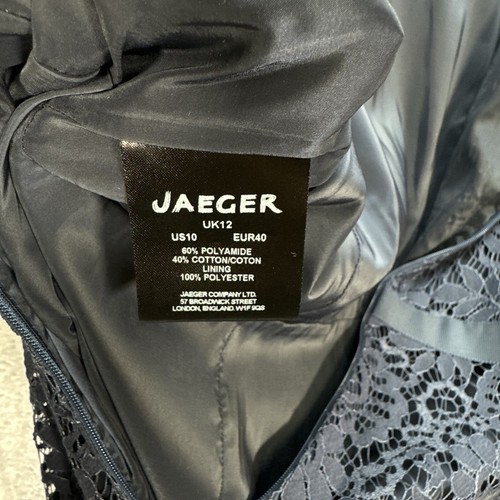 JAEGER
UK12
US10 EUR40
60% POLYAMIDE
40% COTTON/COTON
LINING
100% POLYESTER
JAEGER COMPANY LTD.
57 BROADWICK STREET
LONDON, ENGLAND. W1F 9QS